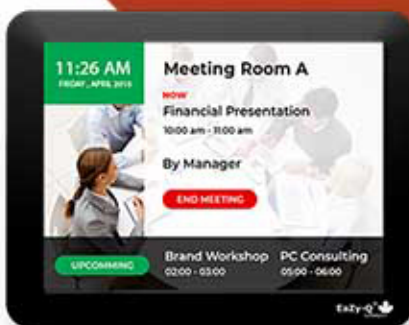 11:26 AM
FRIDAY, APRIL 2015
Meeting Room A
NOW
Financial Presentation
10:00 am - 11:00 am
By Manager
END MEETING
UPCOMMING
Brand Workshop
02:00 - 03:00
PC Consulting
05:00 - 06:00
EaZy-Q